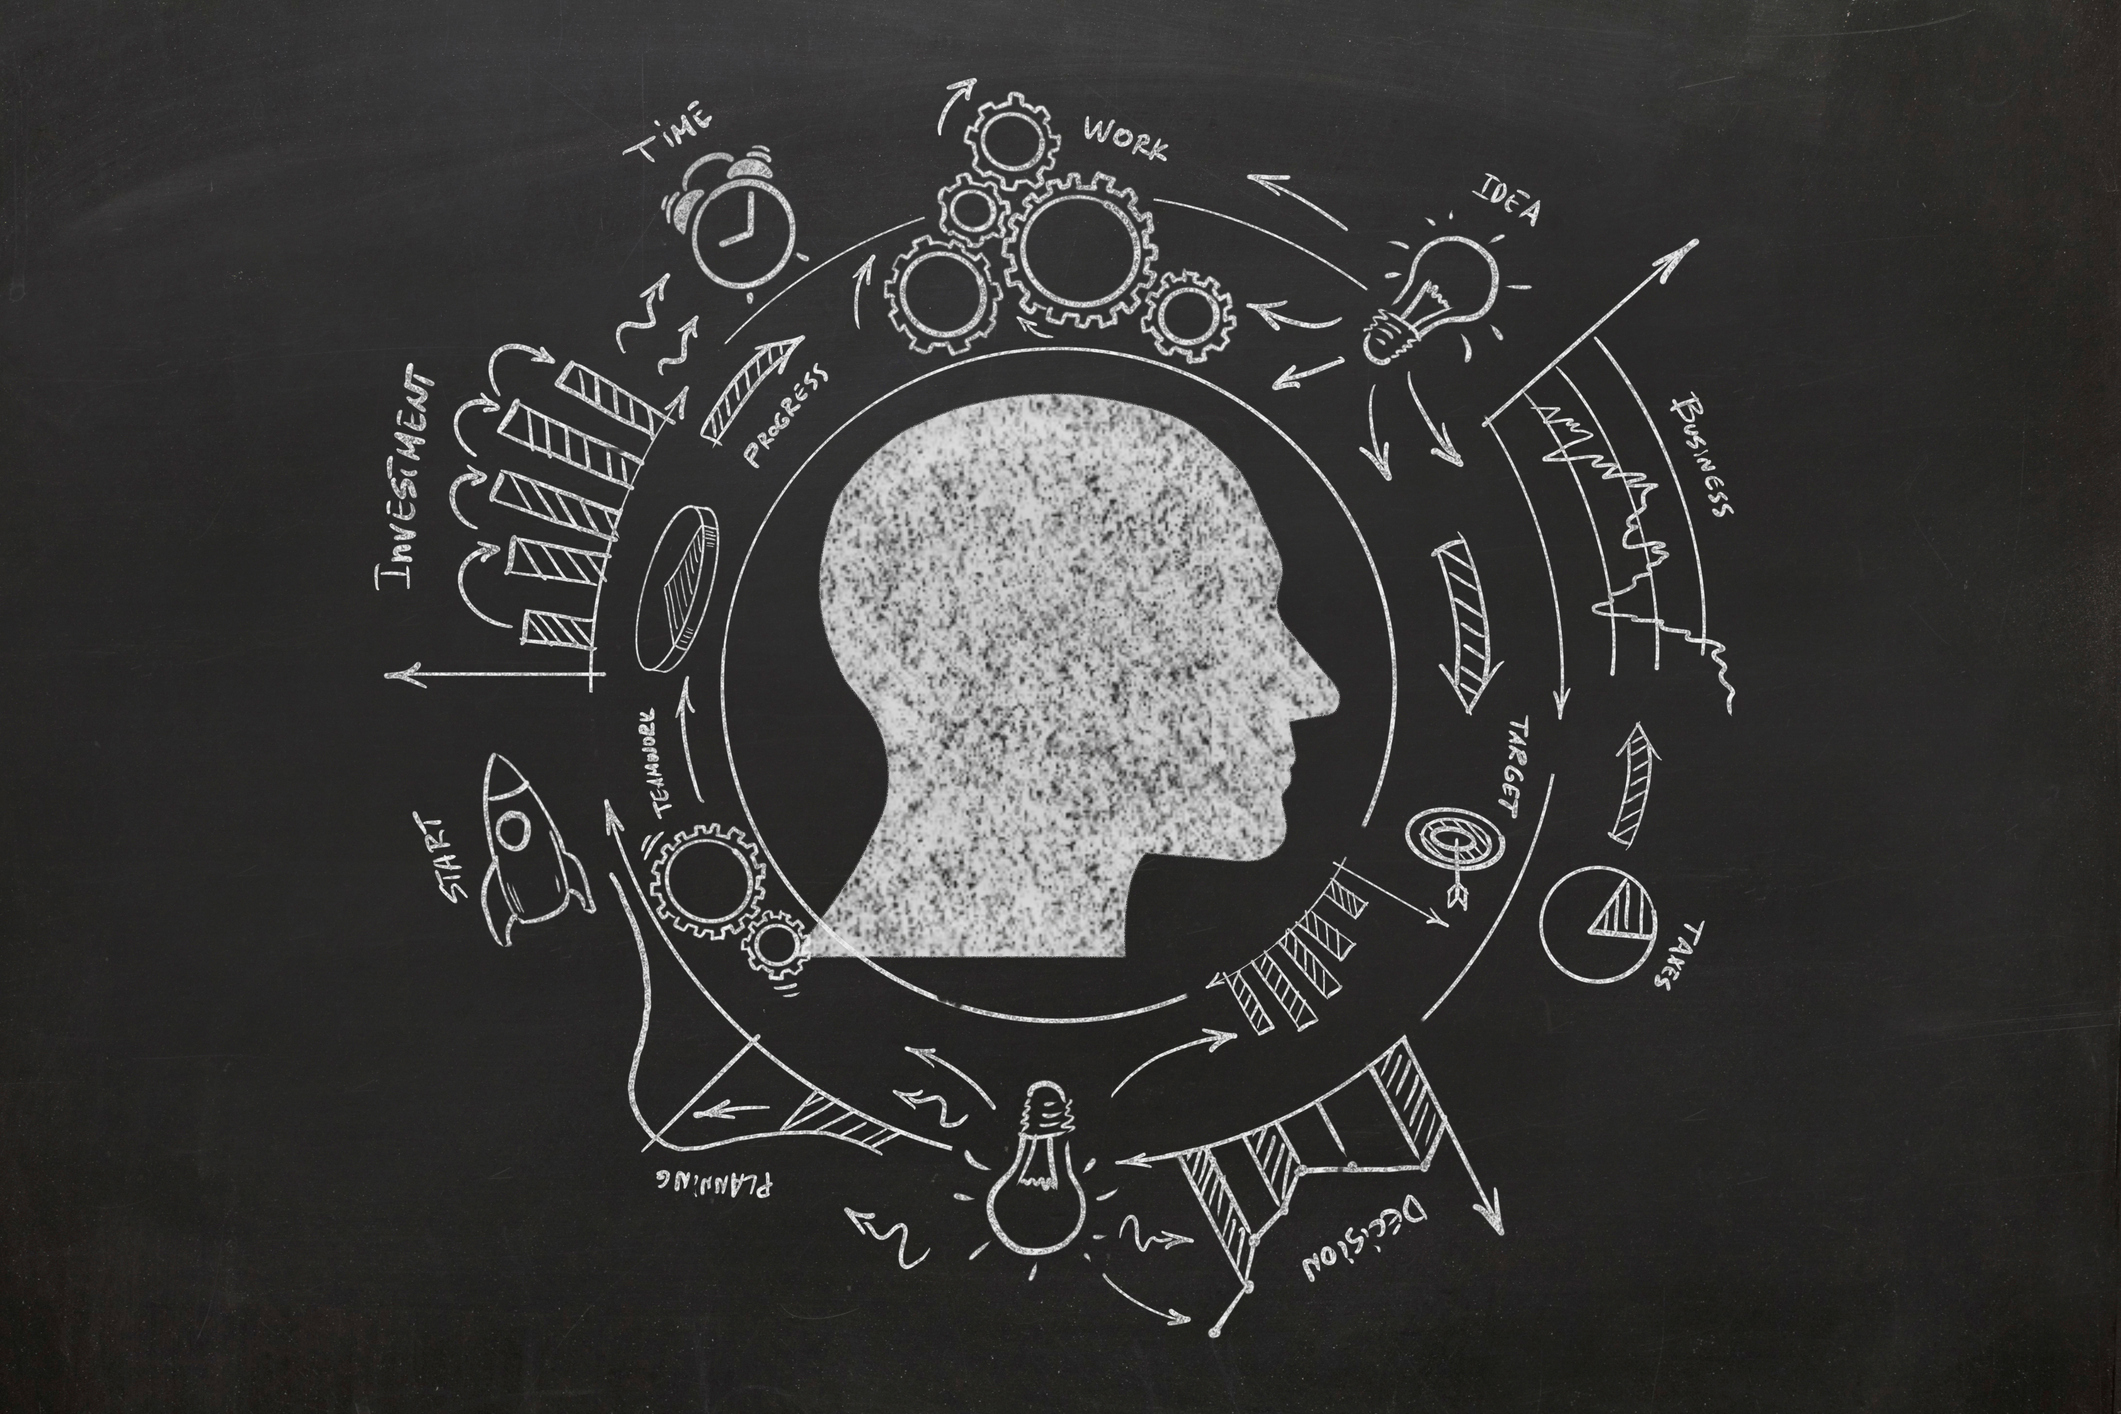 TiME
WORK
IDEA
BUSINESS
TARGET
TAXES
DECiSION
PLANNiNG
START
TEAMWORK
INVESTMENT
PROGRESS